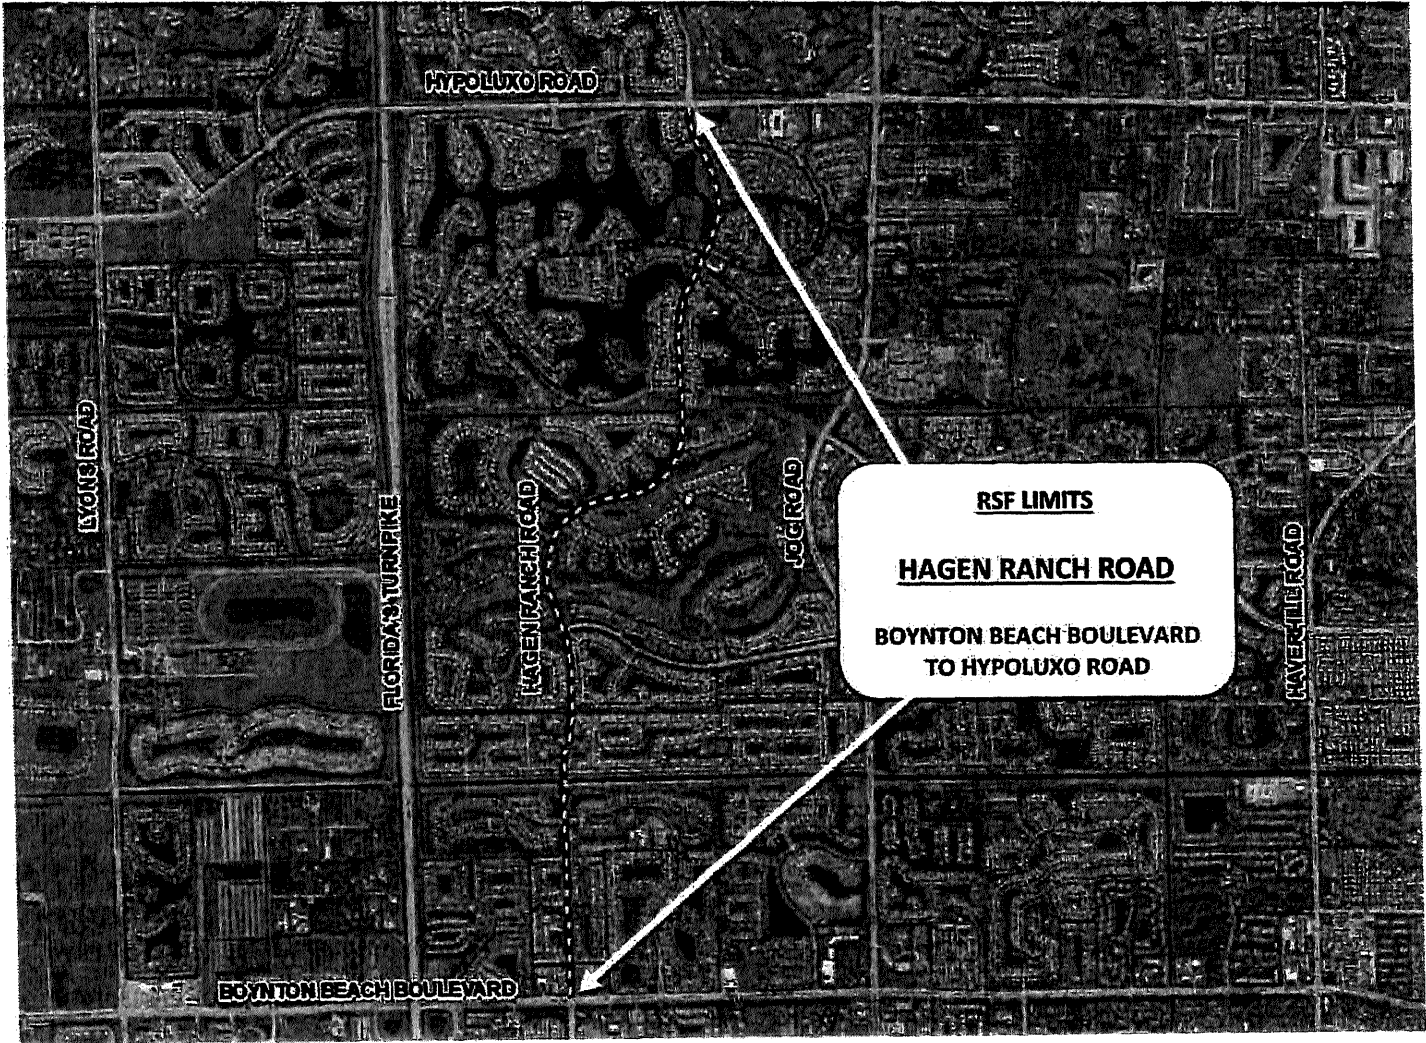 HYPOLUXO ROAD
LYONS ROAD
FLORIDA'S TURNPIKE
HAGEN RANCH ROAD
JOG ROAD
HAVERHILL ROAD
RSF LIMITS
HAGEN RANCH ROAD
BOYNTON BEACH BOULEVARD
TO HYPOLUXO ROAD
BOYNTON BEACH BOULEVARD